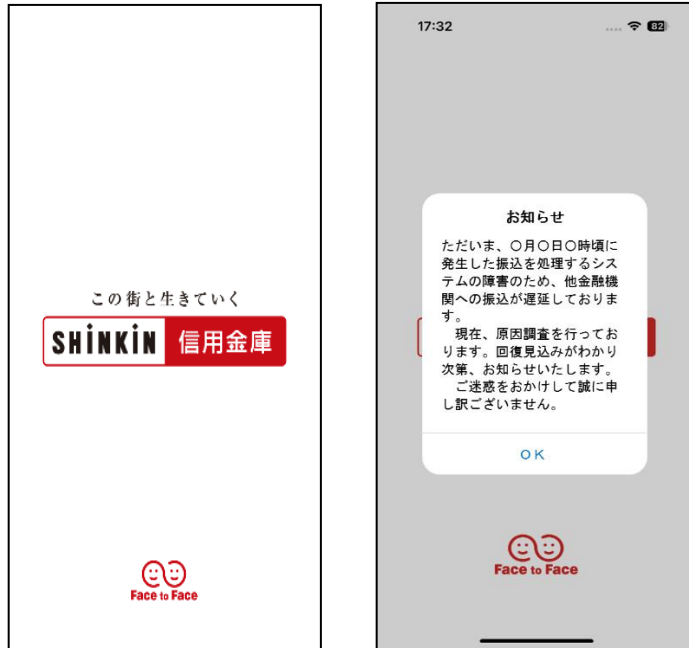 この街と生きていく
SHINKIN 信用金庫
Face to Face
17:32
82
お知らせ
ただいま、〇月〇日〇時頃に
発生した振込を処理するシス
テムの障害のため、他金融機
関への振込が遅延しておりま
す。
　現在、原因調査を行ってお
ります。回復見込みがわかり
次第、お知らせいたします。
　ご迷惑をおかけして誠に申
し訳ございません。
ＯＫ
Face to Face